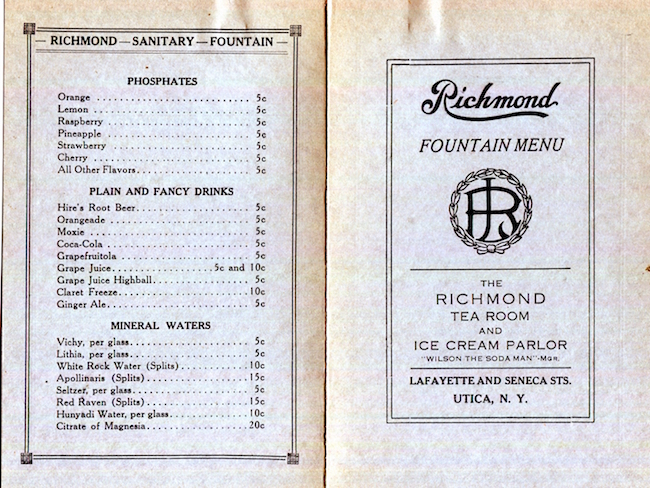 RICHMOND — SANITARY — FOUNTAIN
PHOSPHATES
Orange .......................... 5c
Lemon .......................... 5c
Raspberry .......................... 5c
Pineapple .......................... 5c
Strawberry .......................... 5c
Cherry .......................... 5c
All Other Flavors.................... 5c
PLAIN AND FANCY DRINKS
Hire's Root Beer.................... 5c
Orangeade .......................... 5c
Moxie .......................... 5c
Coca-Cola .......................... 5c
Grapefruitola .......................... 5c
Grape Juice.................5c and 10c
Grape Juice Highball................. 5c
Claret Freeze....................10c
Ginger Ale.......................... 5c
MINERAL WATERS
Vichy, per glass.................... 5c
Lithia, per glass.................... 5c
White Rock Water (Splits)............10c
Apollinaris (Splits)....................15c
Seltzer, per glass.................... 5c
Red Raven (Splits)....................15c
Hunyadi Water, per glass.............10c
Citrate of Magnesia..................20c
Richmond
FOUNTAIN MENU
RL
THE
RICHMOND
TEA ROOM
AND
ICE CREAM PARLOR
"WILSON THE SODA MAN"-MGR.
LAFAYETTE AND SENECA STS.
UTICA, N. Y.